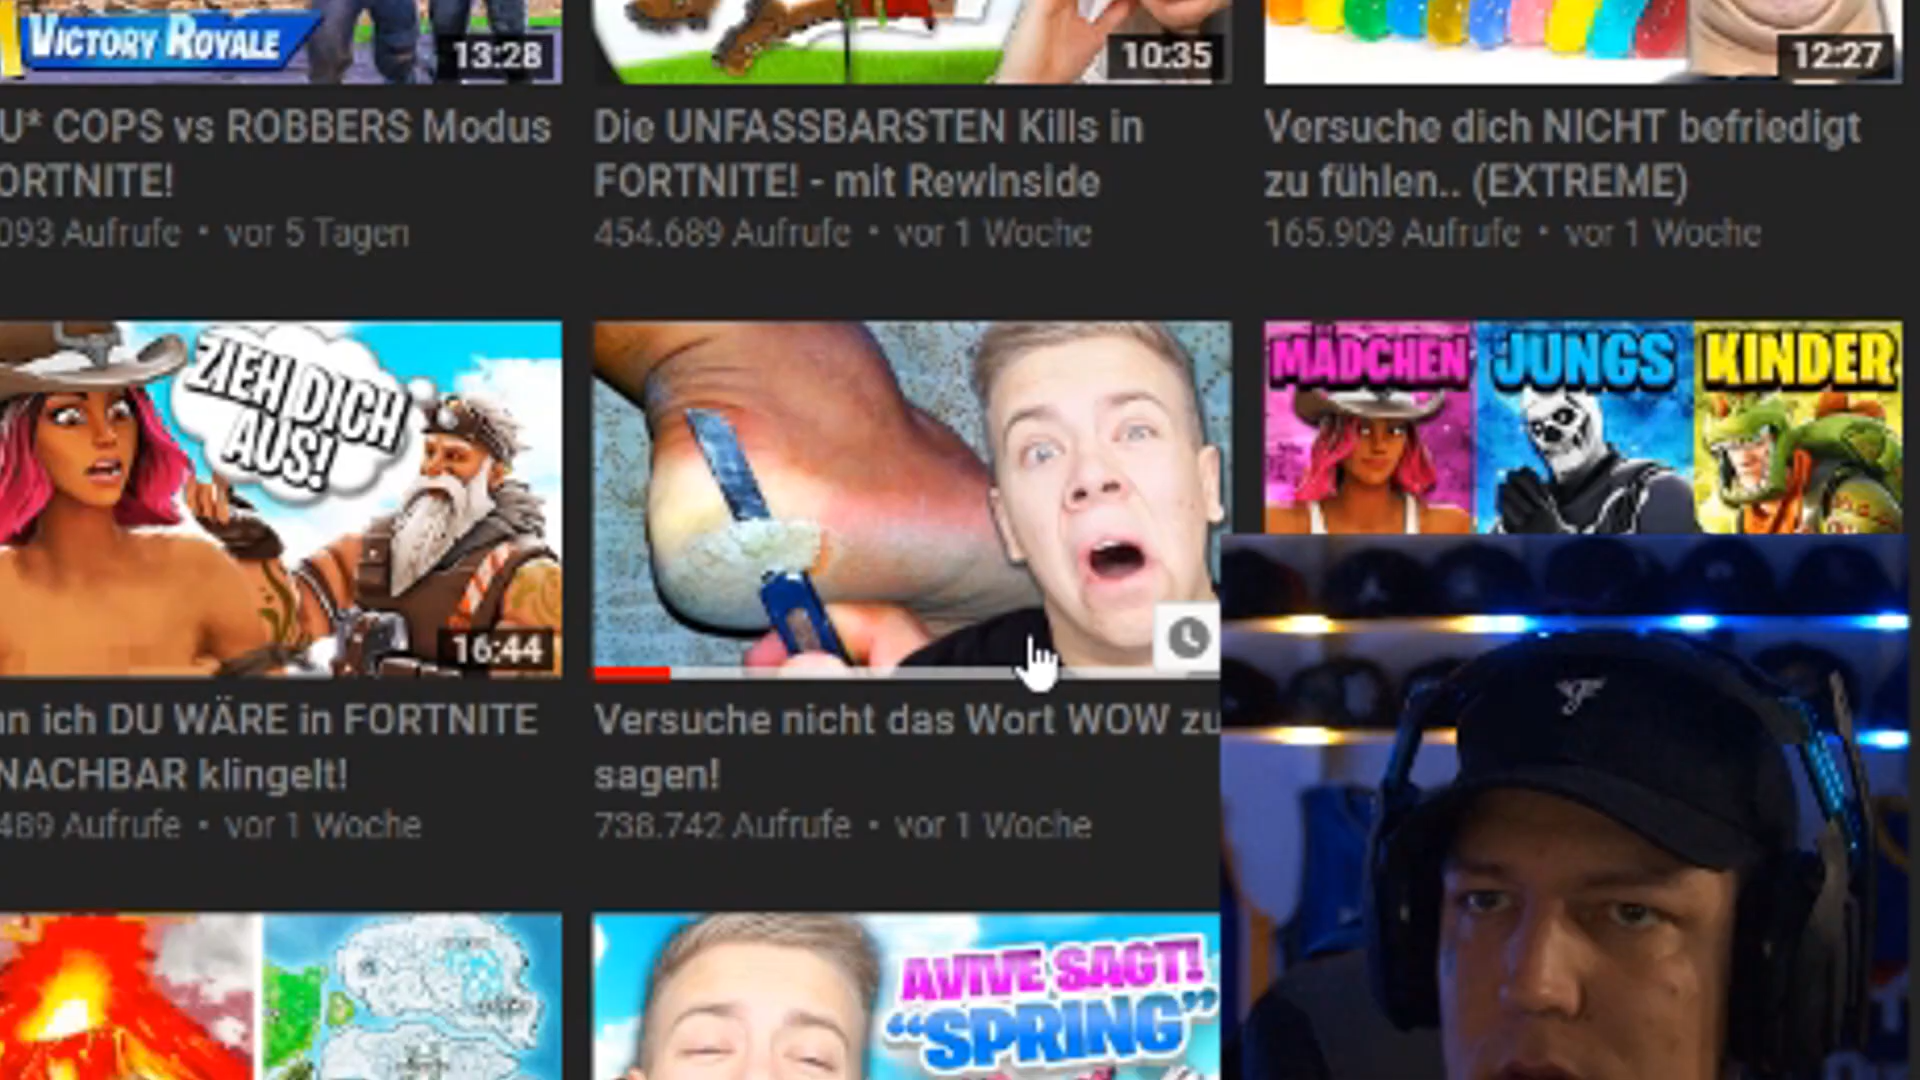 VICTORY ROYALE
13:28
10:35
12:27
U* COPS vs ROBBERS Modus
ORTNITE!
093 Aufrufe • vor 5 Tagen
Die UNFASSBARSTEN Kills in
FORTNITE! - mit Rewinside
454.689 Aufrufe • vor 1 Woche
Versuche dich NICHT befriedigt
zu fühlen.. (EXTREME)
165.909 Aufrufe • vor 1 Woche
ZIEH DICH
AUS!
16:44
MÄDCHEN
JUNGS
KINDER
nn ich DU WÄRE in FORTNITE
NACHBAR klingelt!
489 Aufrufe • vor 1 Woche
Versuche nicht das Wort WOW zu
sagen!
738.742 Aufrufe • vor 1 Woche
AVIVE SAGT!
“SPRING”